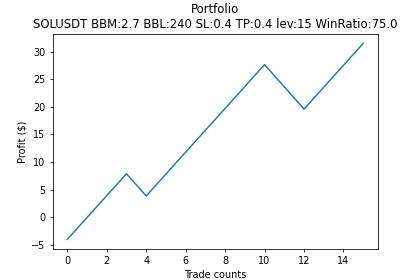 Portfolio
SOLUSDT BBM:2.7 BBL:240 SL:0.4 TP:0.4 lev:15 WinRatio:75.0
30
25
20
15
10
5
0
−5
Profit ($)
0 2 4 6 8 10 12 14
Trade counts